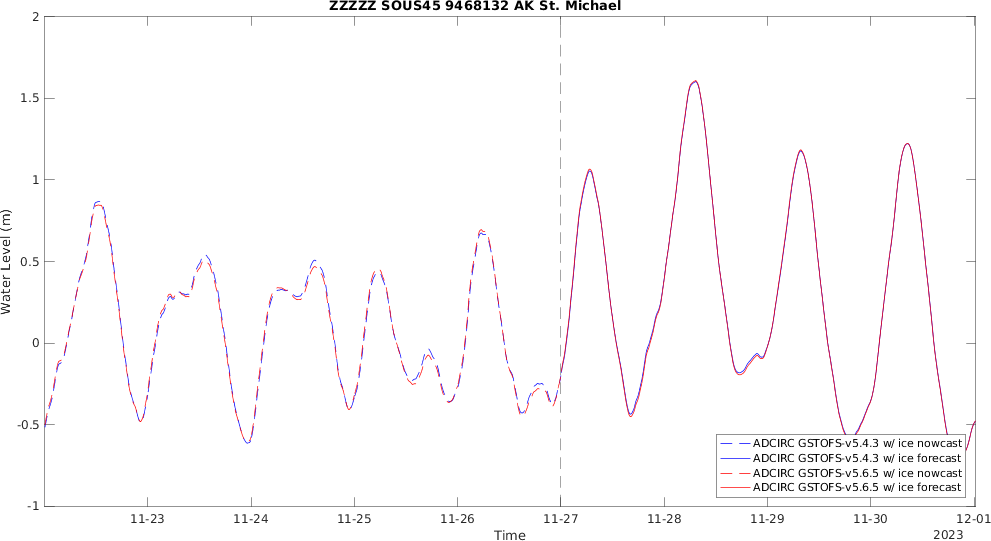 ZZZZZ SOUS45 9468132 AK St. Michael
2
1.5
1
0.5
0
-0.5
-1
Water Level (m)
ADCIRC GSTOFS-v5.4.3 w/ ice nowcast
ADCIRC GSTOFS-v5.4.3 w/ ice forecast
ADCIRC GSTOFS-v5.6.5 w/ ice nowcast
ADCIRC GSTOFS-v5.6.5 w/ ice forecast
11-23 11-24 11-25 11-26 11-27 11-28 11-29 11-30 12-01
Time
2023